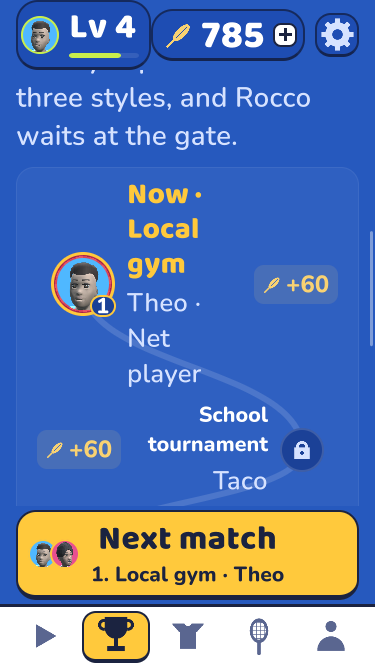 Lv 4
785
three styles, and Rocco
waits at the gate.
Now ·
Local
gym
Theo ·
Net
player
1
+60
School
tournament
Taco
+60
Next match
1. Local gym · Theo